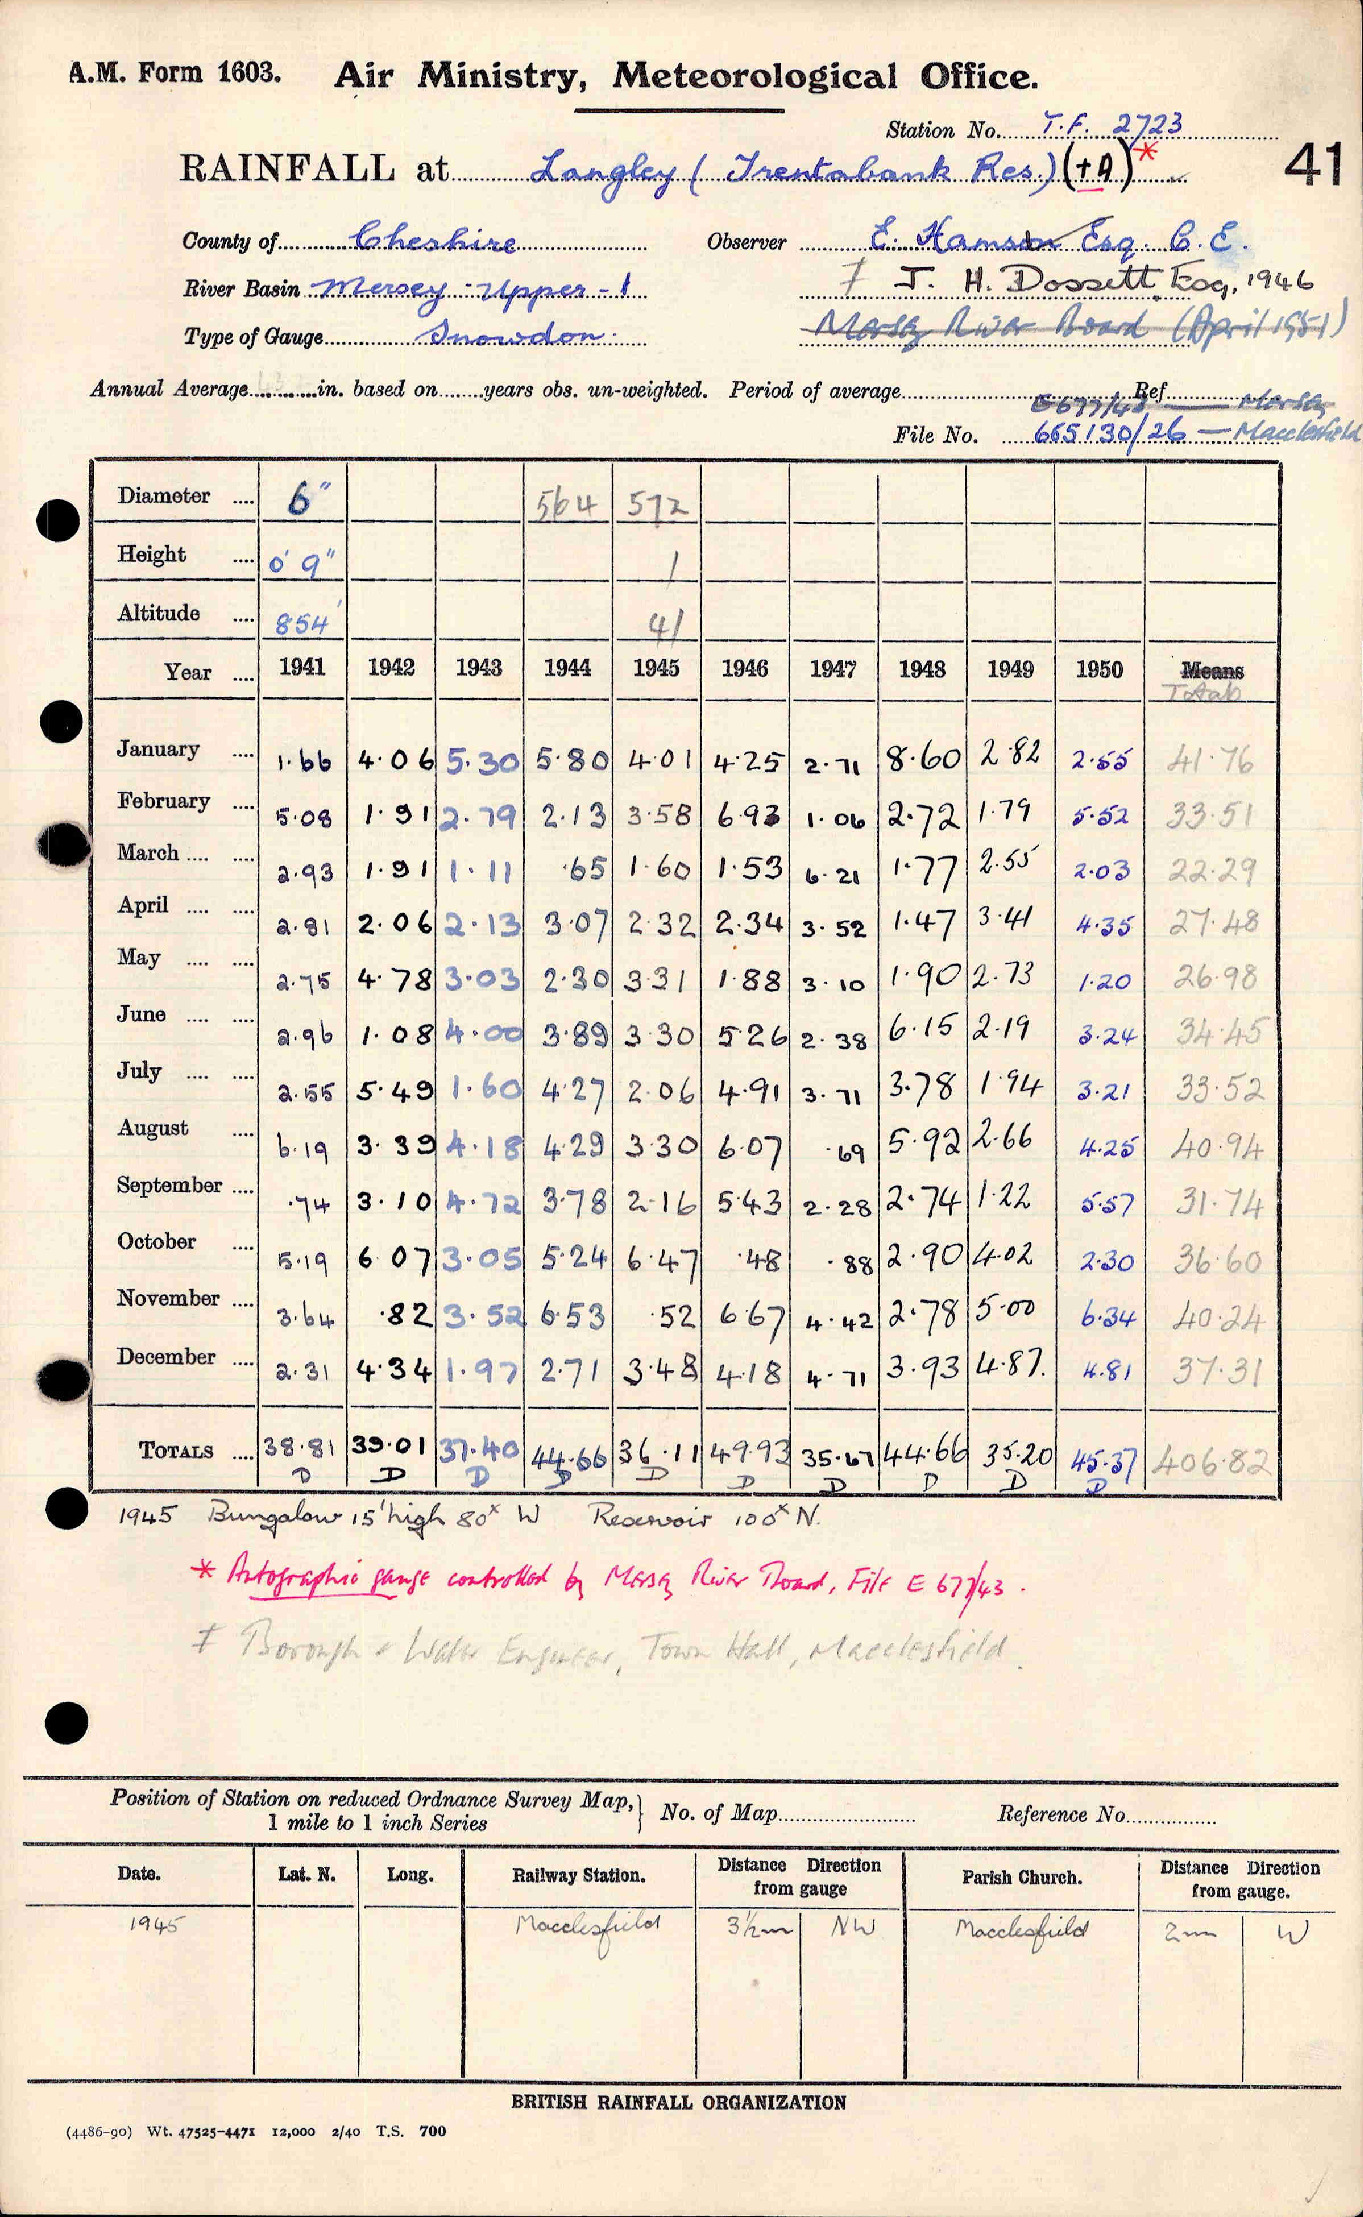 A.M. Form 1603. Air Ministry, Meteorological Office.
Station No. T.F. 2723
RAINFALL at Langley (Trentabank Res.) (+A)* 41
County of Cheshire Observer E. Hamson Esq. C.E.
River Basin Mersey - Upper - 1 ‡ J. H. Dossett Esq, 1946
Type of Gauge Snowdon. Mersey River Board (April 1951)
Annual Average in. based on years obs. un-weighted. Period of average Ref
E677/43 — Mersey
File No. 665130/26 — Macclesfield
Diameter .... 6" 564 572
Height .... 0' 9" 1
Altitude .... 854' 41
Year .... 1941 1942 1943 1944 1945 1946 1947 1948 1949 1950 Means
Totals
January .... 1.66 4.06 5.30 5.80 4.01 4.25 2.71 8.60 2.82 2.55 41.76
February .... 5.08 1.91 2.79 2.13 3.58 6.93 1.06 2.72 1.79 5.52 33.51
March .... .... 2.93 1.91 1.11 .65 1.60 1.53 6.21 1.77 2.55 2.03 22.29
April .... .... 2.81 2.06 2.13 3.07 2.32 2.34 3.52 1.47 3.41 4.35 27.48
May .... .... 2.75 4.78 3.03 2.30 3.31 1.88 3.10 1.90 2.73 1.20 26.98
June .... .... 2.96 1.08 4.00 3.89 3.30 5.26 2.38 6.15 2.19 3.24 34.45
July .... .... 2.55 5.49 1.60 4.27 2.06 4.91 3.71 3.78 1.94 3.21 33.52
August .... 6.19 3.39 4.18 4.29 3.30 6.07 .69 5.92 2.66 4.25 40.94
September .... .74 3.10 4.72 3.78 2.16 5.43 2.28 2.74 1.22 5.57 31.74
October .... 5.19 6.07 3.05 5.24 6.47 .48 .88 2.90 4.02 2.30 36.60
November .... 3.64 .82 3.52 6.53 .52 6.67 4.42 2.78 5.00 6.34 40.24
December .... 2.31 4.34 1.97 2.71 3.48 4.18 4.71 3.93 4.87. 4.81 37.31
TOTALS .... 38.81 39.01 37.40 44.66 36.11 49.93 35.67 44.66 35.20 45.37 406.82
D D D D D D D D D D
1945 Bungalow 15' high 80ˣ W Reservoir 100ˣ N.
* Autographic gauge controlled by Mersey River Board, File E 677/43.
‡ Borough & Water Engineer, Town Hall, Macclesfield.
Position of Station on reduced Ordnance Survey Map,} No. of Map Reference No.
1 mile to 1 inch Series
Date. Lat. N. Long. Railway Station. Distance Direction from gauge Parish Church. Distance Direction from gauge.
1945 Macclesfield 3½m NW Macclesfield 2m W
BRITISH RAINFALL ORGANIZATION
(4486-90) Wt. 47525-4471 12,000 2/40 T.S. 700